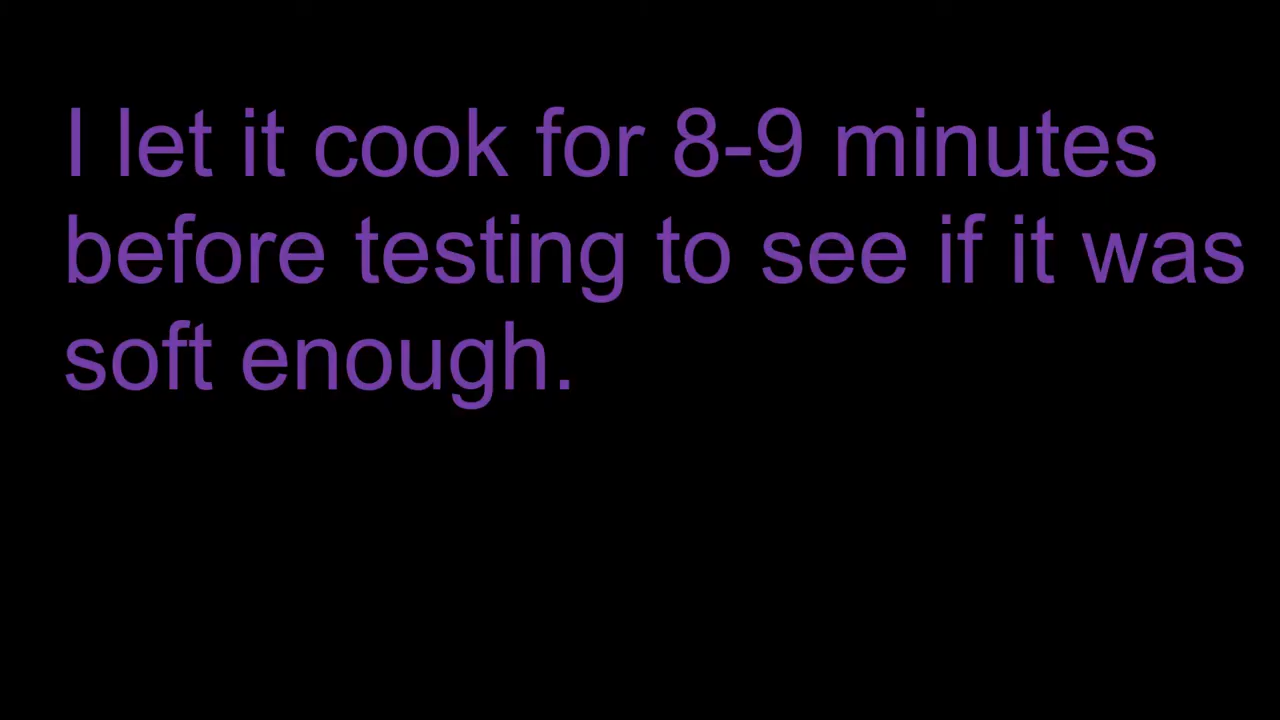 I let it cook for 8-9 minutes
before testing to see if it was
soft enough.